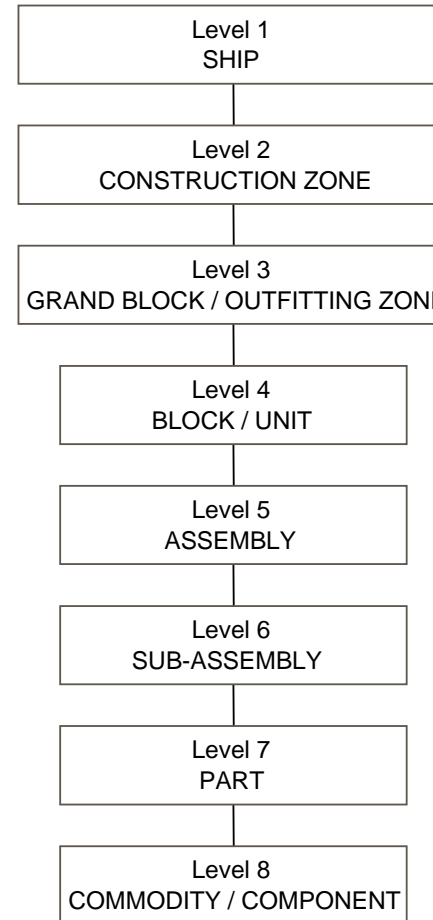 Level 1
SHIP
Level 2
CONSTRUCTION ZONE
Level 3
GRAND BLOCK / OUTFITTING ZONE
Level 4
BLOCK / UNIT
Level 5
ASSEMBLY
Level 6
SUB-ASSEMBLY
Level 7
PART
Level 8
COMMODITY / COMPONENT